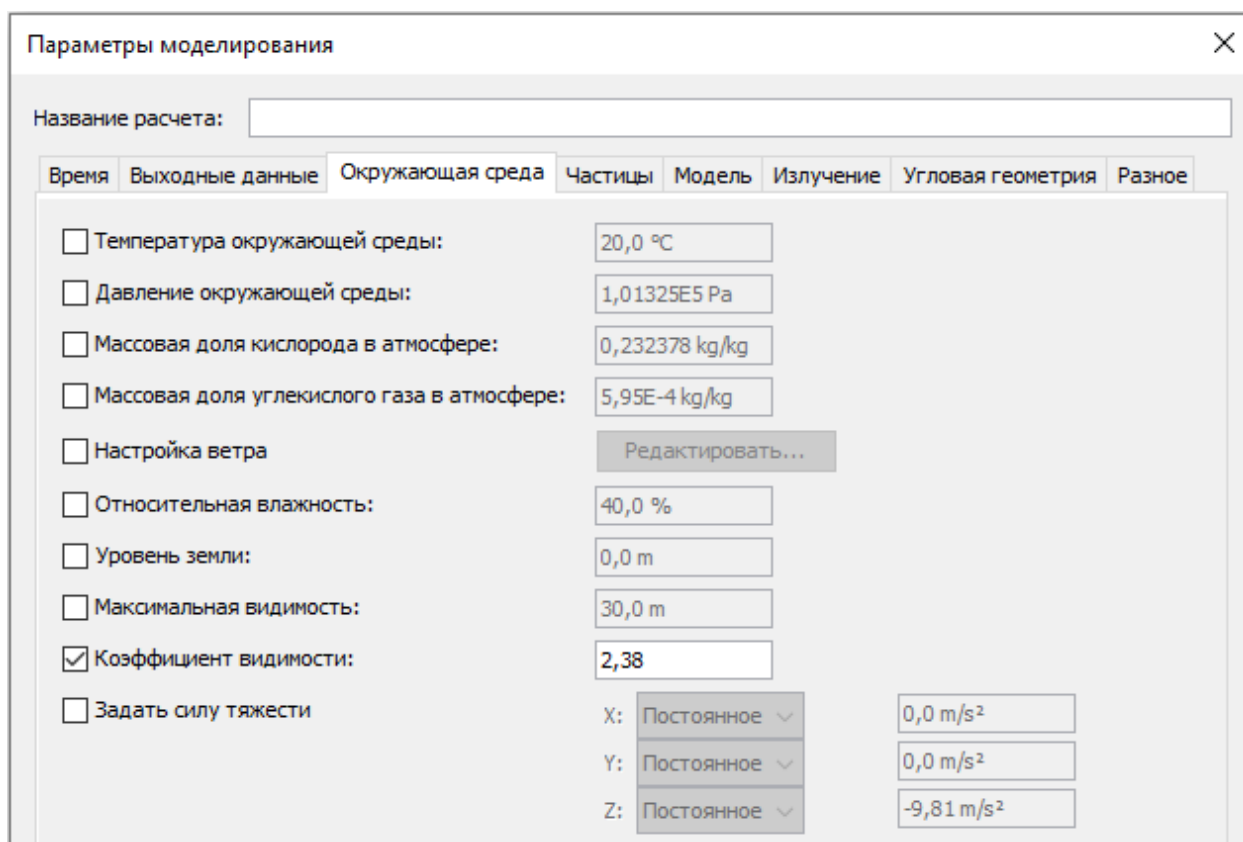 Параметры моделирования
Название расчета:
Время Выходные данные Окружающая среда Частицы Модель Излучение Угловая геометрия Разное
Температура окружающей среды: 20,0 °C
Давление окружающей среды: 1,01325E5 Pa
Массовая доля кислорода в атмосфере: 0,232378 kg/kg
Массовая доля углекислого газа в атмосфере: 5,95E-4 kg/kg
Настройка ветра Редактировать...
Относительная влажность: 40,0 %
Уровень земли: 0,0 m
Максимальная видимость: 30,0 m
Коэффициент видимости: 2,38
Задать силу тяжести X: Постоянное 0,0 m/s²
Y: Постоянное 0,0 m/s²
Z: Постоянное -9,81 m/s²